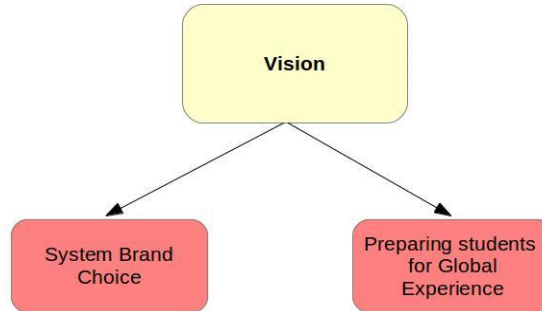 Vision
System Brand
Choice
Preparing students
for Global
Experience